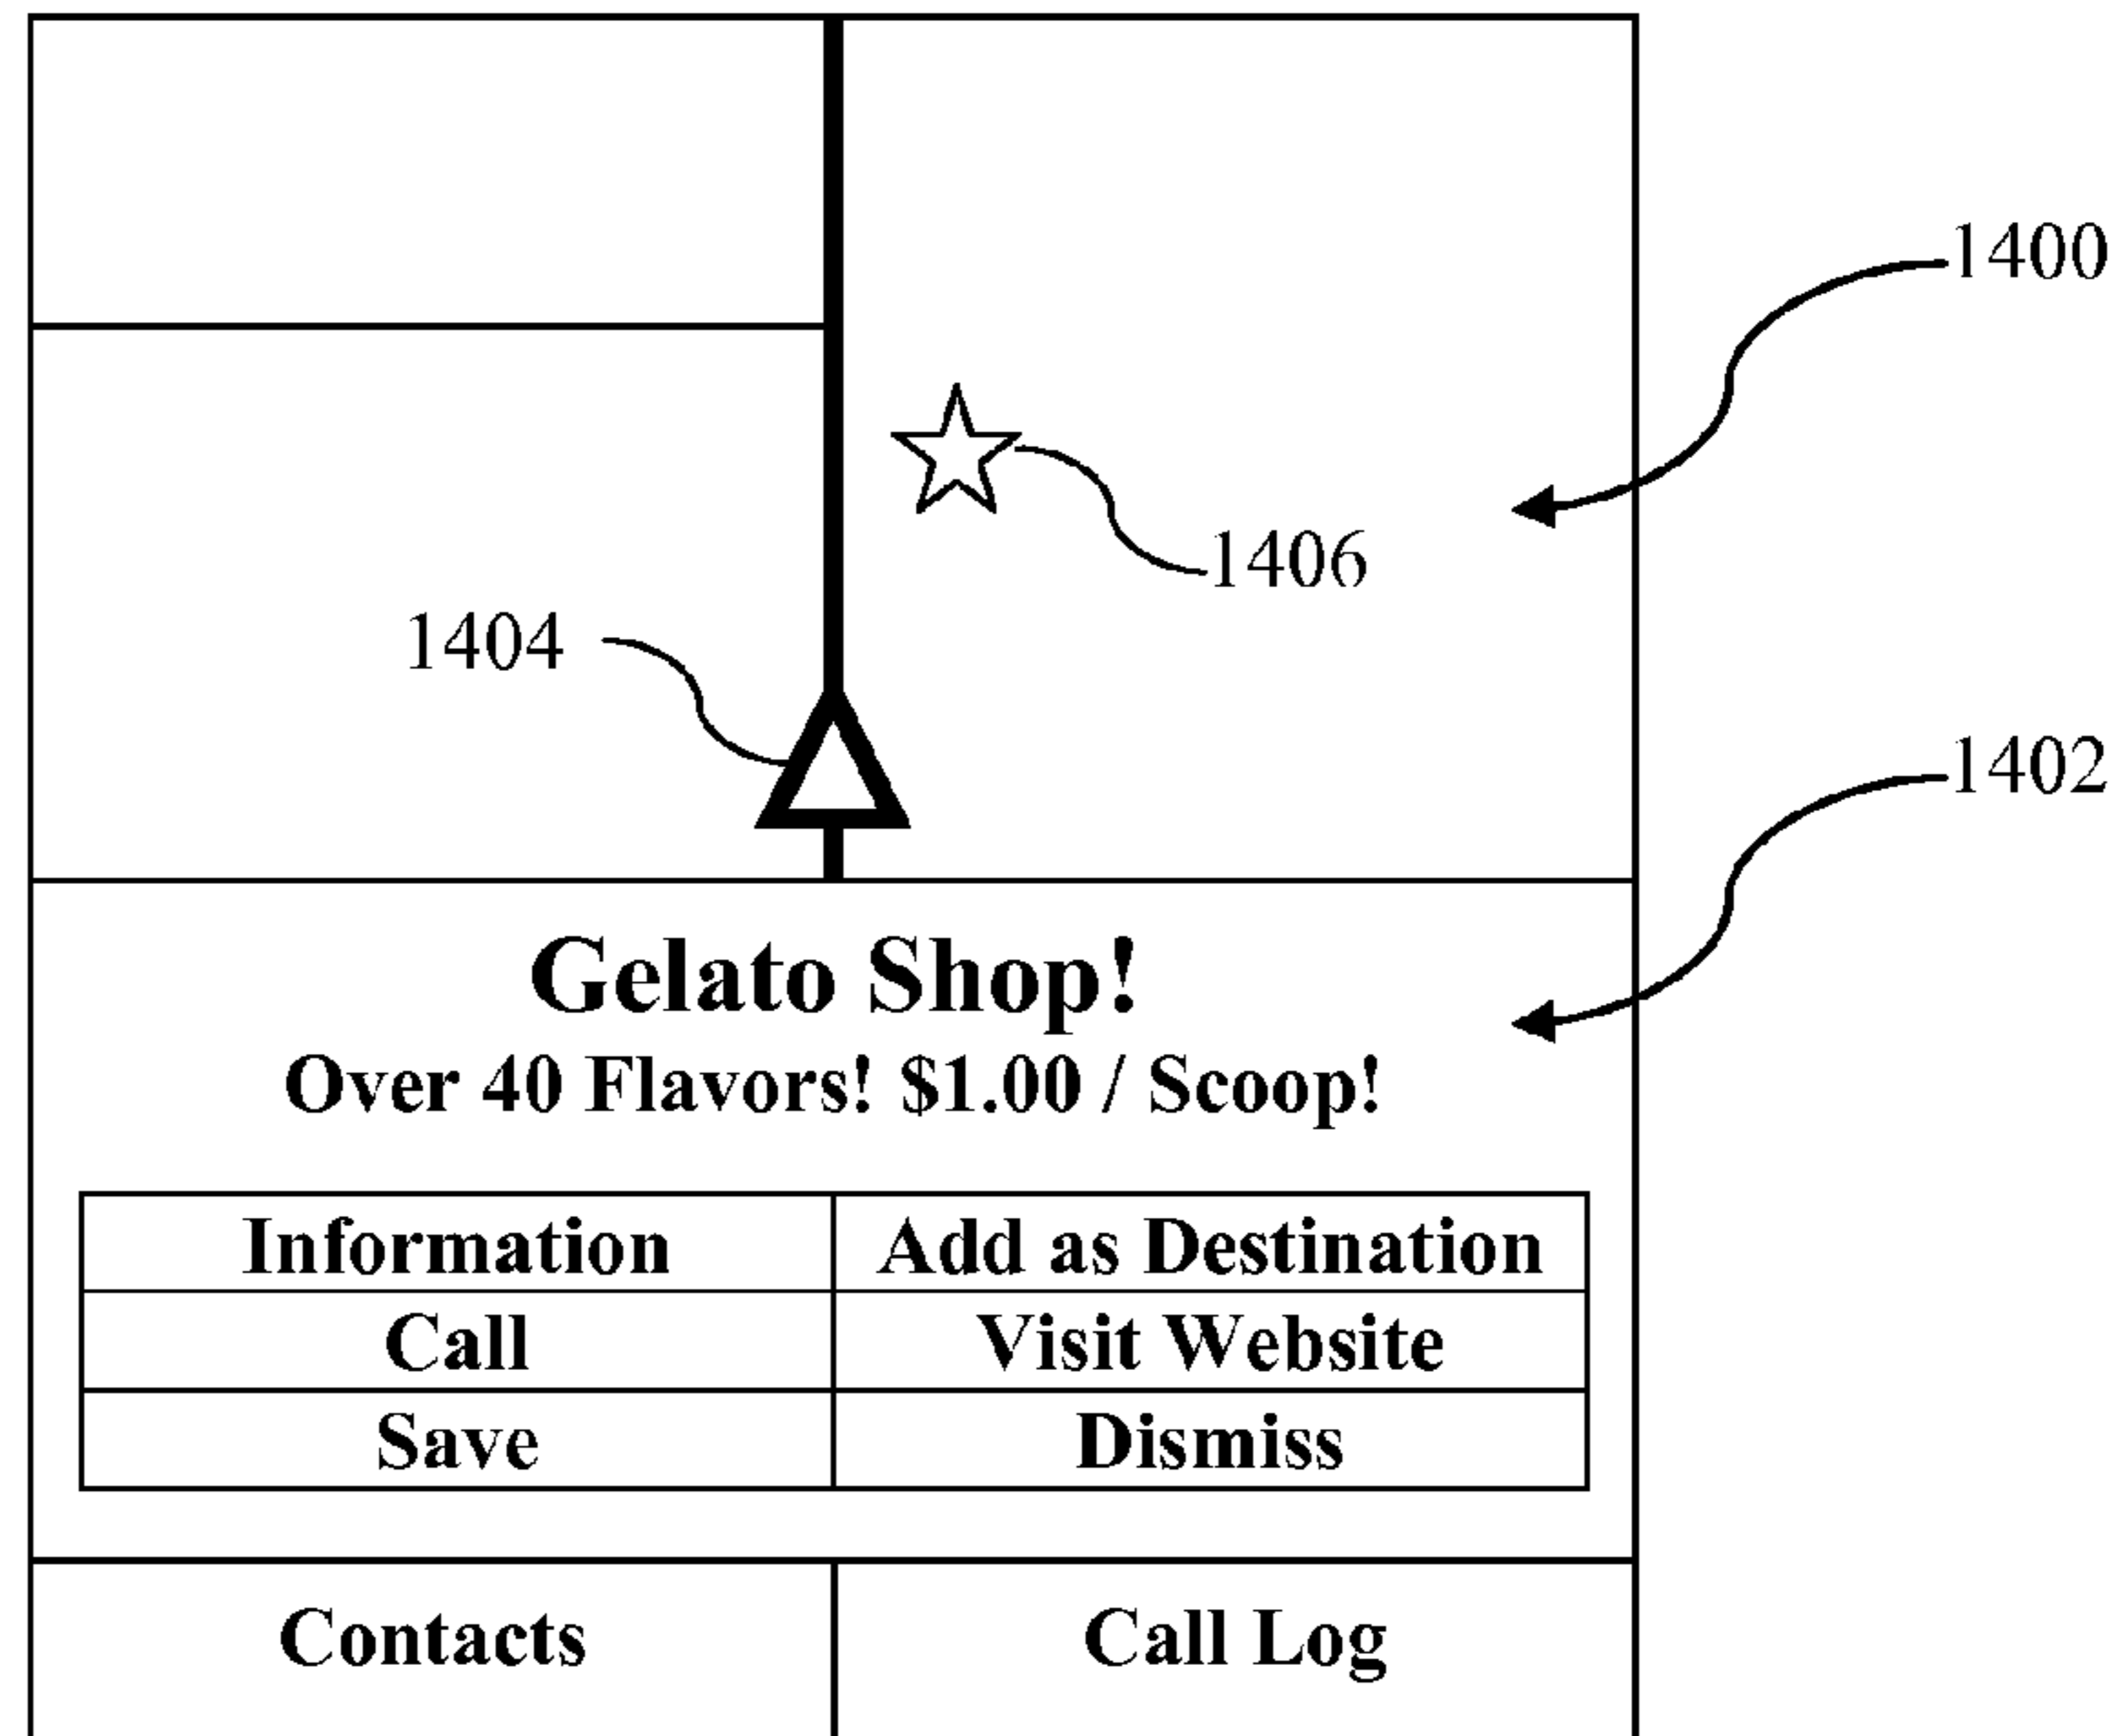 1400
1406
1404
1402
Gelato Shop!
Over 40 Flavors! $1.00 / Scoop!
Information Add as Destination
Call Visit Website
Save Dismiss
Contacts Call Log